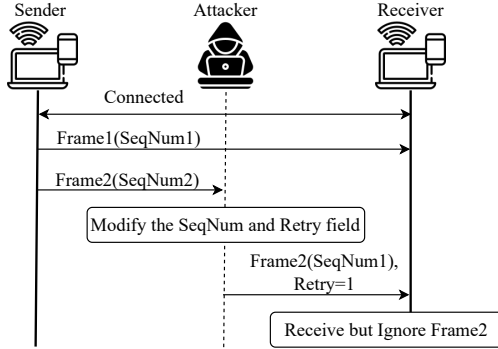 Sender
Attacker
Receiver
Connected
Frame1(SeqNum1)
Frame2(SeqNum2)
Modify the SeqNum and Retry field
Frame2(SeqNum1),
Retry=1
Receive but Ignore Frame2